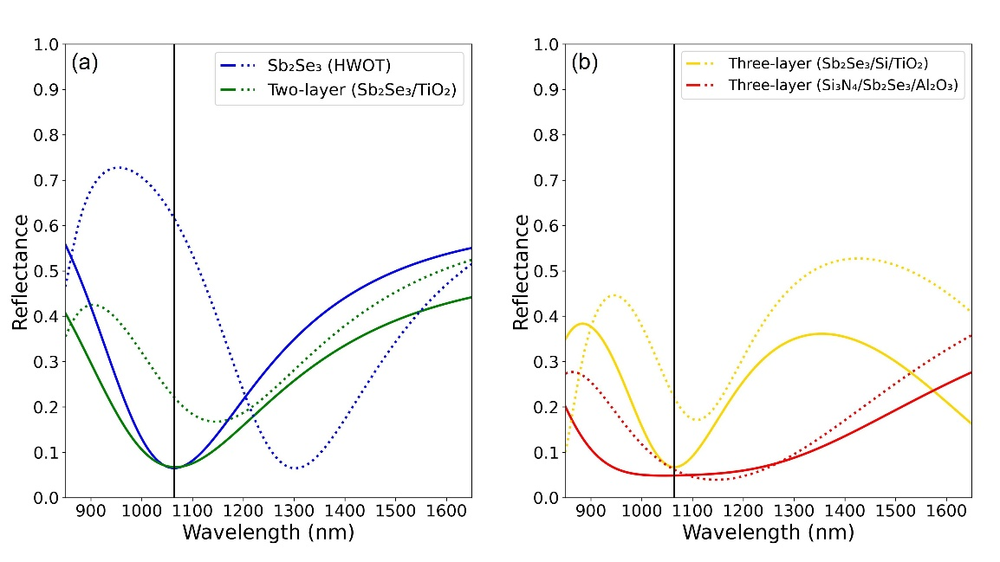 (a)
Sb₂Se₃ (HWOT)
Two-layer (Sb₂Se₃/TiO₂)
Reflectance
1.0
0.9
0.8
0.7
0.6
0.5
0.4
0.3
0.2
0.1
0.0
900 1000 1100 1200 1300 1400 1500 1600
Wavelength (nm)
(b)
Three-layer (Sb₂Se₃/Si/TiO₂)
Three-layer (Si₃N₄/Sb₂Se₃/Al₂O₃)
Reflectance
1.0
0.9
0.8
0.7
0.6
0.5
0.4
0.3
0.2
0.1
0.0
900 1000 1100 1200 1300 1400 1500 1600
Wavelength (nm)